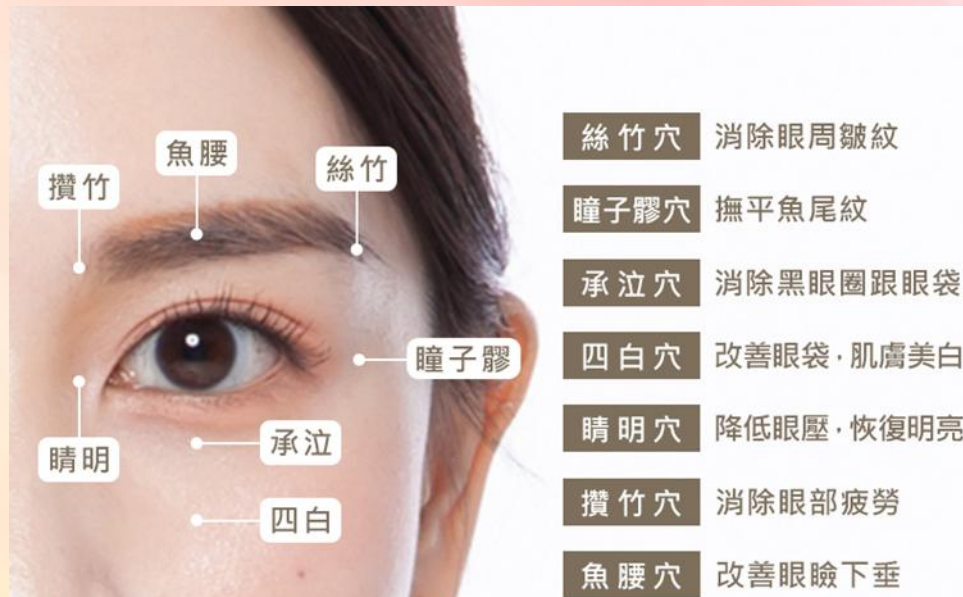 魚腰
絲竹
攢竹
瞳子髎
睛明
承泣
四白
絲竹穴 消除眼周皺紋
瞳子髎穴 撫平魚尾紋
承泣穴 消除黑眼圈跟眼袋
四白穴 改善眼袋·肌膚美白
睛明穴 降低眼壓·恢復明亮
攢竹穴 消除眼部疲勞
魚腰穴 改善眼瞼下垂